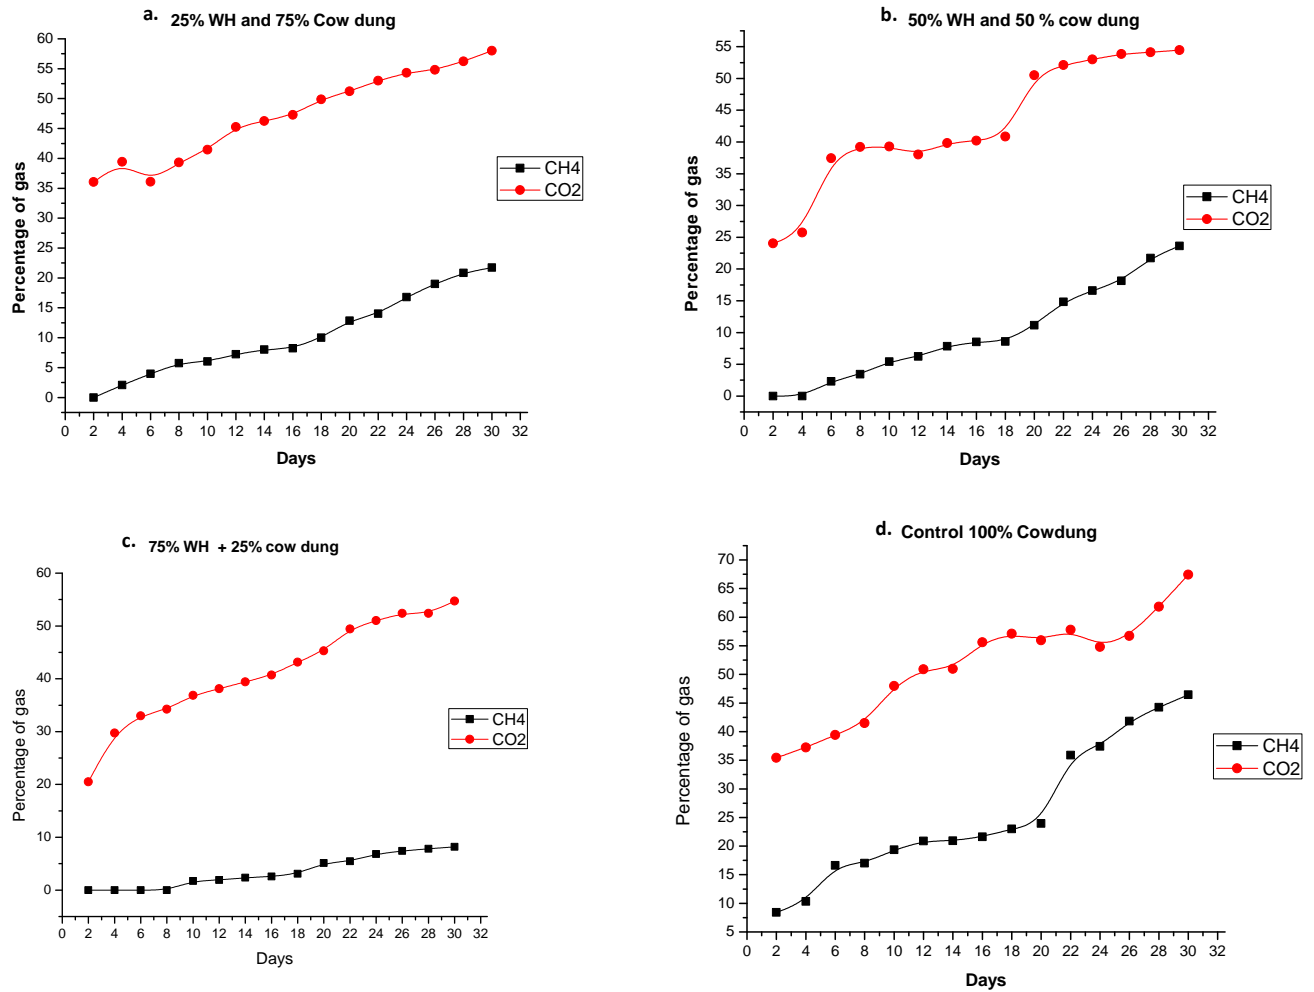 a. 25% WH and 75% Cow dung
60
55
50
45
40
35
30
25
20
15
10
5
0
Percentage of gas
CH4
CO2
0 2 4 6 8 10 12 14 16 18 20 22 24 26 28 30 32
Days
b. 50% WH and 50 % cow dung
55
50
45
40
35
30
25
20
15
10
5
0
Percentage of gas
CH4
CO2
0 2 4 6 8 10 12 14 16 18 20 22 24 26 28 30 32
Days
c. 75% WH + 25% cow dung
60
50
40
30
20
10
0
Percentage of gas
CH4
CO2
0 2 4 6 8 10 12 14 16 18 20 22 24 26 28 30 32
Days
d. Control 100% Cowdung
70
65
60
55
50
45
40
35
30
25
20
15
10
5
Percentage of gas
CH4
CO2
0 2 4 6 8 10 12 14 16 18 20 22 24 26 28 30 32
Days